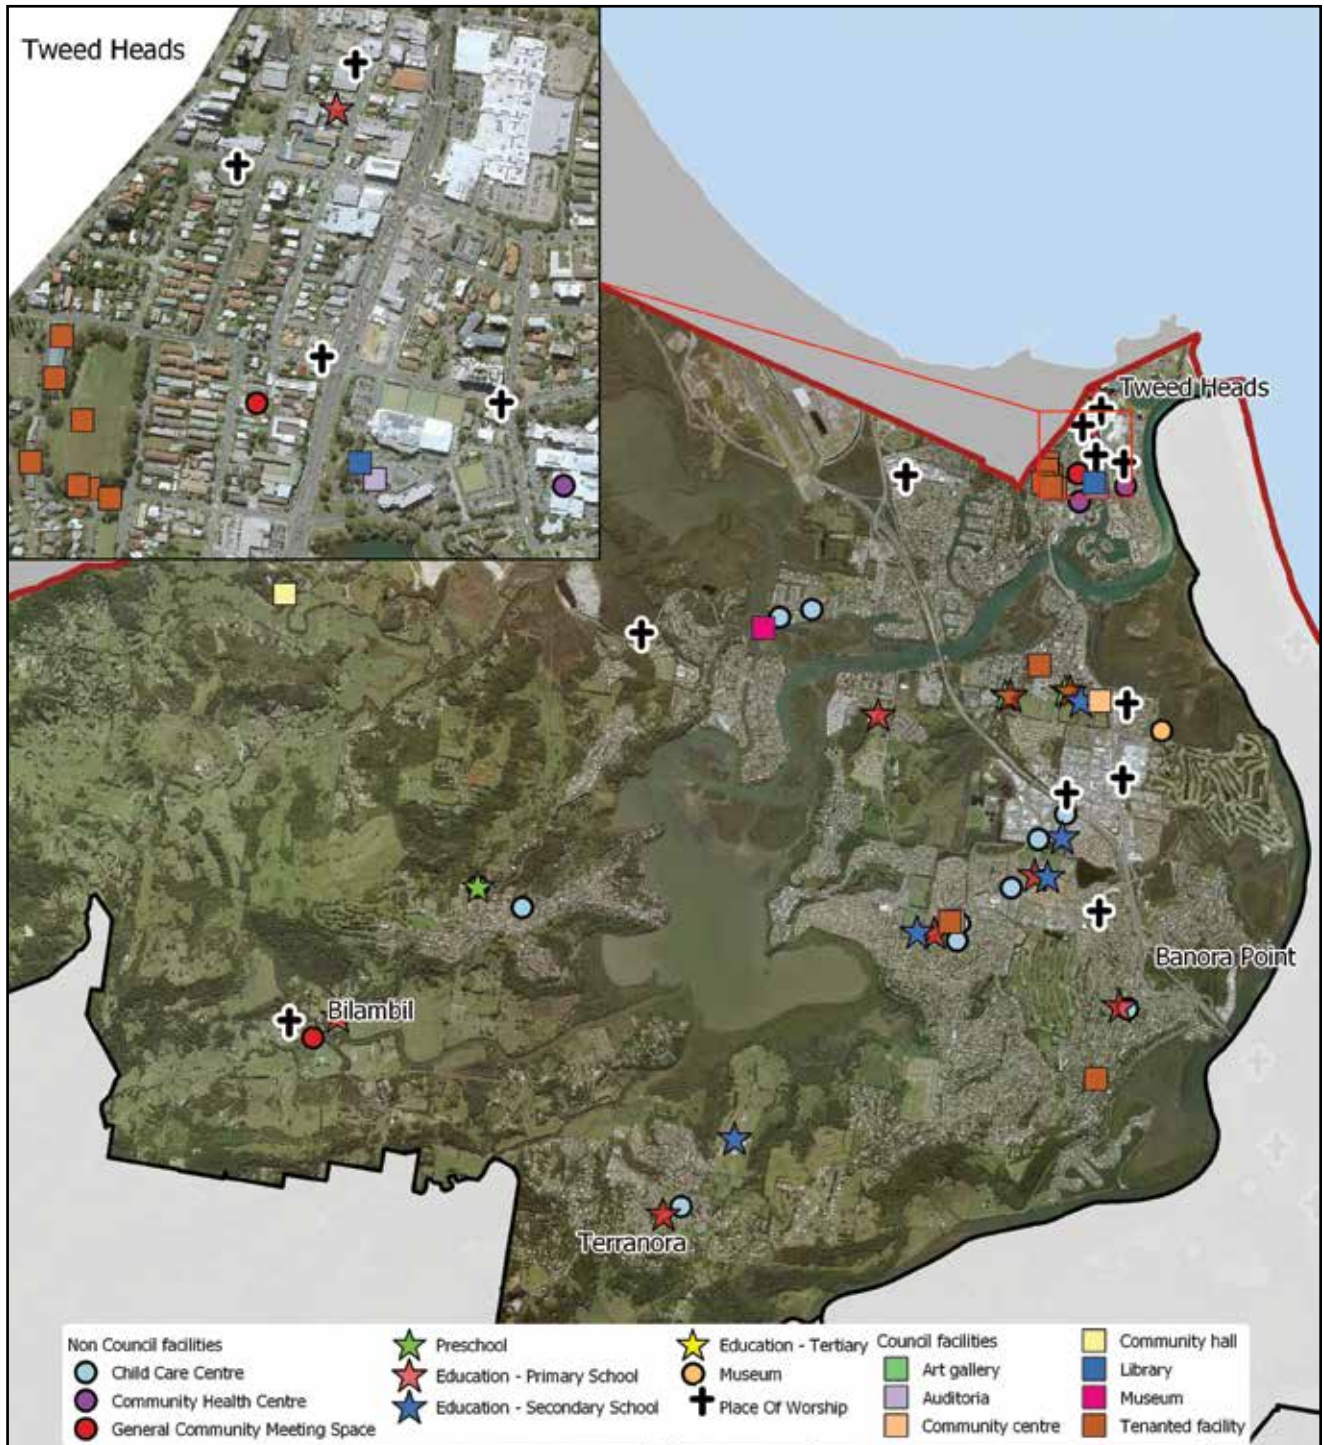 Tweed Heads
Tweed Heads
Banora Point
Bilambil
Terranora
Non Council facilities
Child Care Centre
Community Health Centre
General Community Meeting Space
Preschool
Education - Primary School
Education - Secondary School
Education - Tertiary
Museum
Place Of Worship
Council facilities
Art gallery
Auditoria
Community centre
Community hall
Library
Museum
Tenanted facility